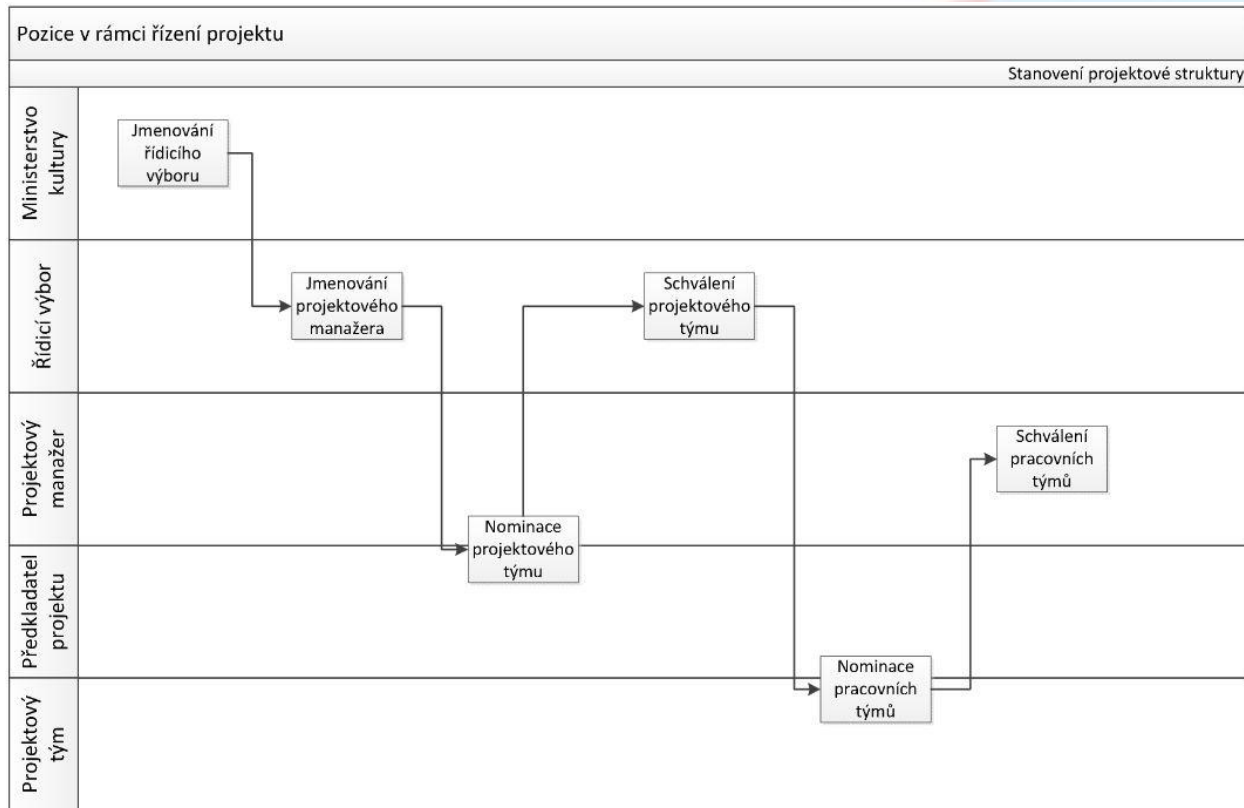 Pozice v rámci řízení projektu
Stanovení projektové struktury
Ministerstvo
kultury
Jmenování
řídicího
výboru
Řídicí výbor
Jmenování
projektového
manažera
Schválení
projektového
týmu
Projektový
manažer
Schválení
pracovních
týmů
Nominace
projektového
týmu
Předkladatel
projektu
Nominace
pracovních
týmů
Projektový
tým